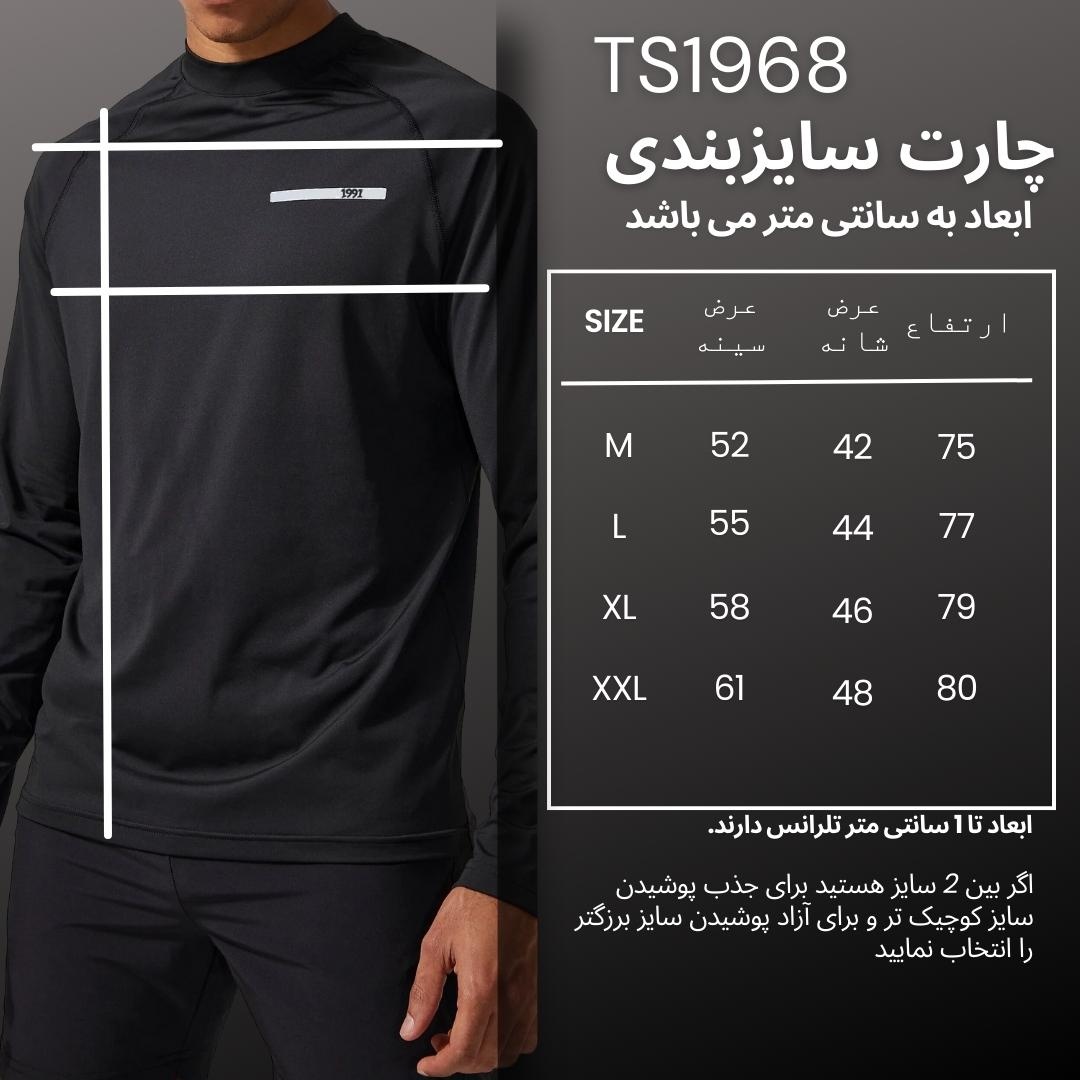 TS1968
چارت سایزبندی
ابعاد به سانتی متر می باشد
1991
SIZE عرض سینه عرض شانه ارتفاع
M 52 42 75
L 55 44 77
XL 58 46 79
XXL 61 48 80
ابعاد تا 1 سانتی متر تلرانس دارند.
اگر بین 2 سایز هستید برای جذب پوشیدن
سایز کوچیک تر و برای آزاد پوشیدن سایز برزگتر
را انتخاب نمایید